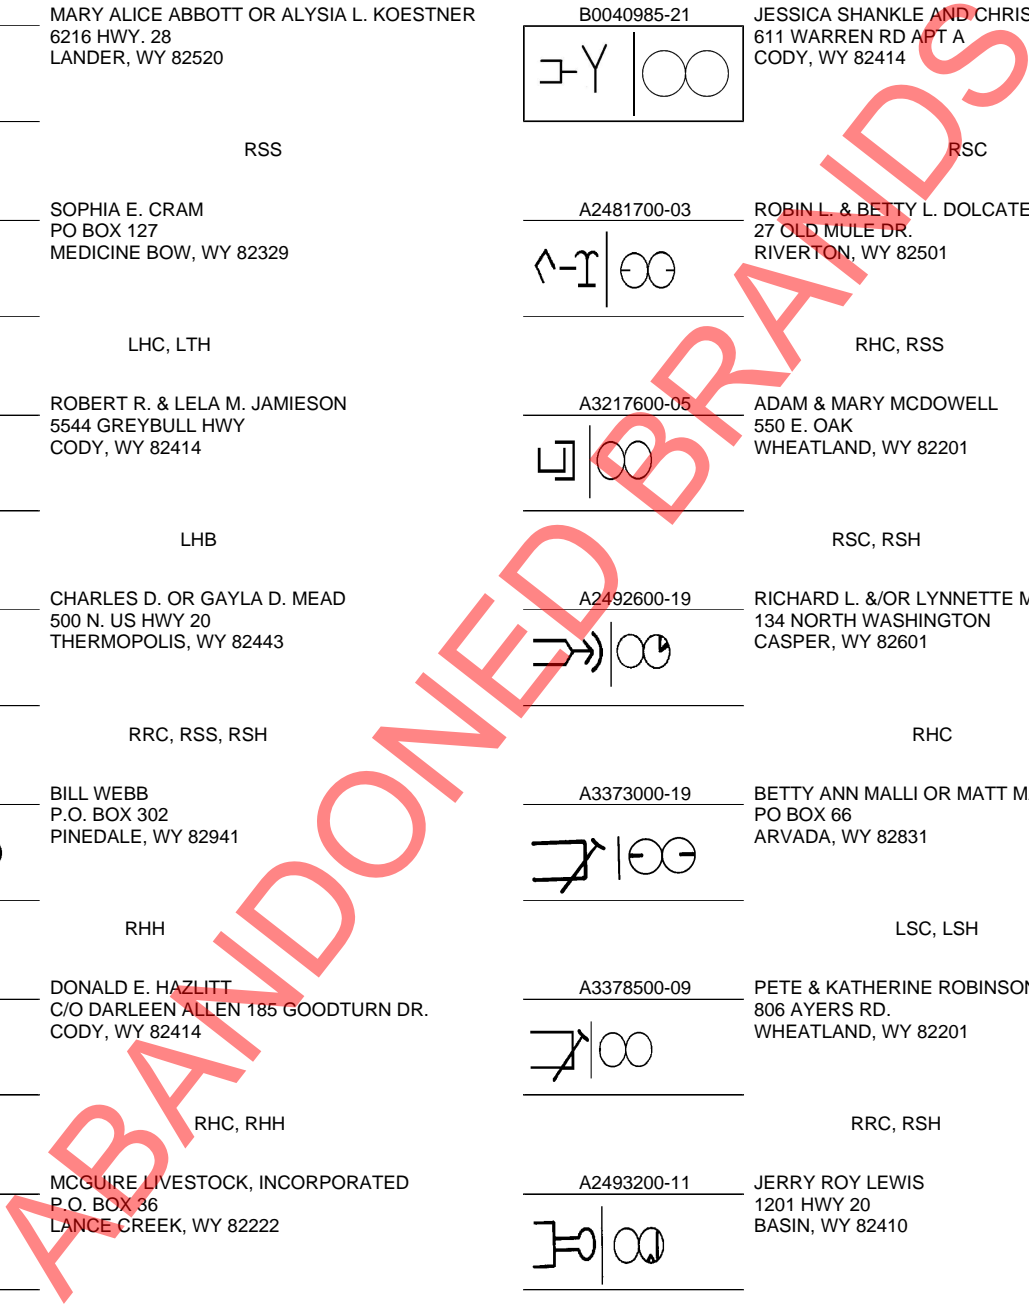 MARY ALICE ABBOTT OR ALYSIA L. KOESTNER
6216 HWY. 28
LANDER, WY 82520
RSS
SOPHIA E. CRAM
PO BOX 127
MEDICINE BOW, WY 82329
LHC, LTH
ROBERT R. & LELA M. JAMIESON
5544 GREYBULL HWY
CODY, WY 82414
LHB
CHARLES D. OR GAYLA D. MEAD
500 N. US HWY 20
THERMOPOLIS, WY 82443
RRC, RSS, RSH
BILL WEBB
P.O. BOX 302
PINEDALE, WY 82941
RHH
DONALD E. HAZLITT
C/O DARLEEN ALLEN 185 GOODTURN DR.
CODY, WY 82414
RHC, RHH
MCGUIRE LIVESTOCK, INCORPORATED
P.O. BOX 36
LANCE CREEK, WY 82222
B0040985-21
JESSICA SHANKLE AND CHRIS
611 WARREN RD APT A
CODY, WY 82414
RSC
A2481700-03
ROBIN L. & BETTY L. DOLCATE
27 OLD MULE DR.
RIVERTON, WY 82501
RHC, RSS
A3217600-05
ADAM & MARY MCDOWELL
550 E. OAK
WHEATLAND, WY 82201
RSC, RSH
A2492600-19
RICHARD L. &/OR LYNNETTE M
134 NORTH WASHINGTON
CASPER, WY 82601
RHC
A3373000-19
BETTY ANN MALLI OR MATT M
PO BOX 66
ARVADA, WY 82831
LSC, LSH
A3378500-09
PETE & KATHERINE ROBINSON
806 AYERS RD.
WHEATLAND, WY 82201
RRC, RSH
A2493200-11
JERRY ROY LEWIS
1201 HWY 20
BASIN, WY 82410
ABANDONED BRANDS